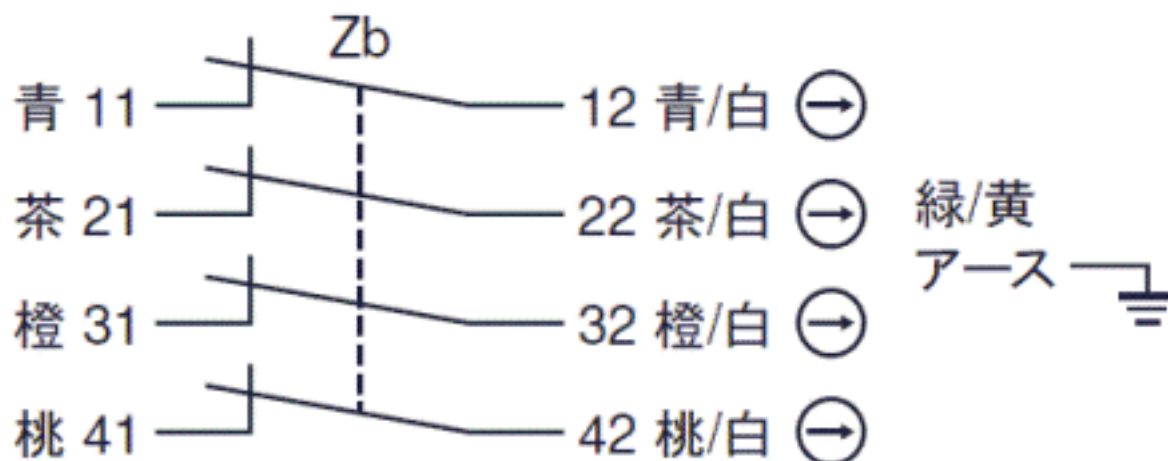 Zb
青 11
12 青/白
茶 21
22 茶/白
橙 31
32 橙/白
桃 41
42 桃/白
緑/黄
アース